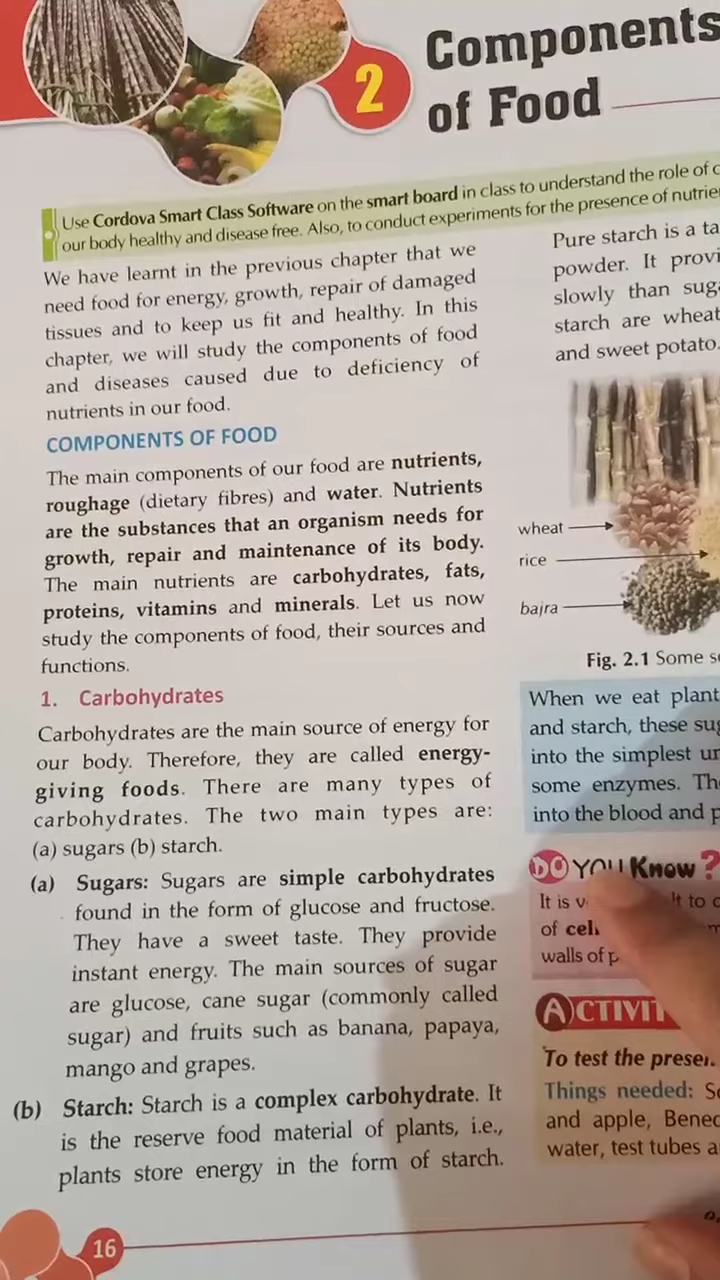 2
Components
of Food
Use Cordova Smart Class Software on the smart board in class to understand the role of
our body healthy and disease free. Also, to conduct experiments for the presence of
We have learnt in the previous chapter that we
need food for energy, growth, repair of damaged
tissues and to keep us fit and healthy. In this
chapter, we will study the components of food
and diseases caused due to deficiency of
nutrients in our food.
COMPONENTS OF FOOD
The main components of our food are nutrients,
roughage (dietary fibres) and water. Nutrients
are the substances that an organism needs for
growth, repair and maintenance of its body.
The main nutrients are carbohydrates, fats,
proteins, vitamins and minerals. Let us now
study the components of food, their sources and
functions.
1. Carbohydrates
Carbohydrates are the main source of energy for
our body. Therefore, they are called energy-
giving foods. There are many types of
carbohydrates. The two main types are:
(a) sugars (b) starch.
(a) Sugars: Sugars are simple carbohydrates
found in the form of glucose and fructose.
They have a sweet taste. They provide
instant energy. The main sources of sugar
are glucose, cane sugar (commonly called
sugar) and fruits such as banana, papaya,
mango and grapes.
(b) Starch: Starch is a complex carbohydrate. It
is the reserve food material of plants, i.e.,
plants store energy in the form of starch.
16
Pure starch is a
powder. It
slowly than
starch are wheat
and sweet potato.
wheat
rice
bajra
Fig. 2.1 Some
When we eat plant
and starch, these
into the simplest
some enzymes.
into the blood and
DO YOU Know ?
It is to
of
walls of
To test the
Things needed:
and apple,
water, test tubes